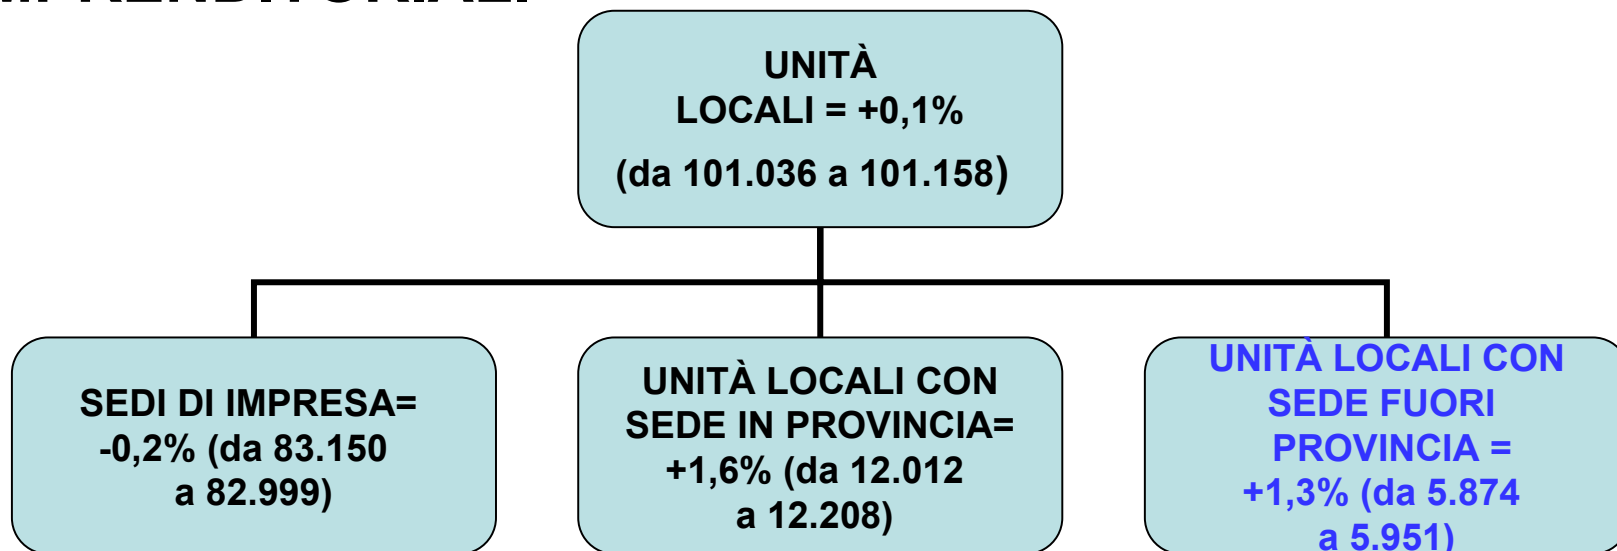 UNITÀ
LOCALI = +0,1%
(da 101.036 a 101.158)
SEDI DI IMPRESA=
-0,2% (da 83.150
a 82.999)
UNITÀ LOCALI CON
SEDE IN PROVINCIA=
+1,6% (da 12.012
a 12.208)
UNITÀ LOCALI CON
SEDE FUORI
PROVINCIA =
+1,3% (da 5.874
a 5.951)